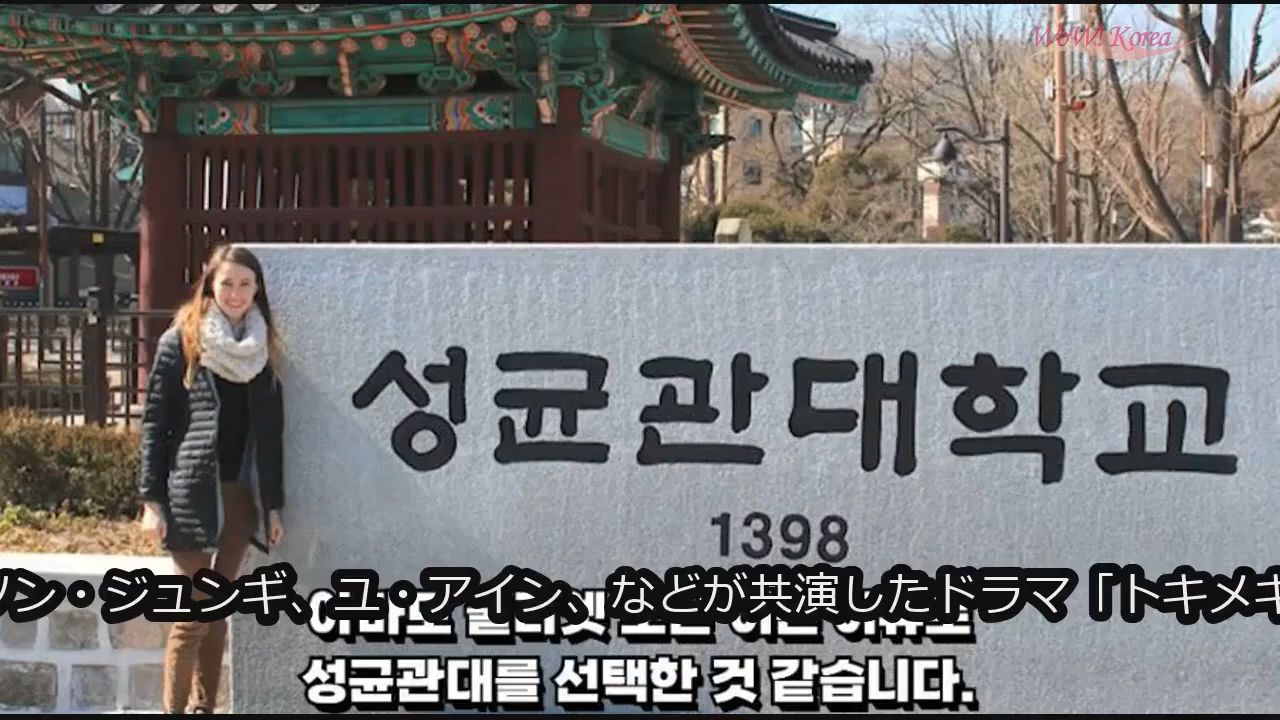 WoW! Korea
성균관대학교
1398
ソン・ジュンギ、ユ・アイン、などが共演したドラマ「トキメキ
성균관대를 선택한 것 같습니다.